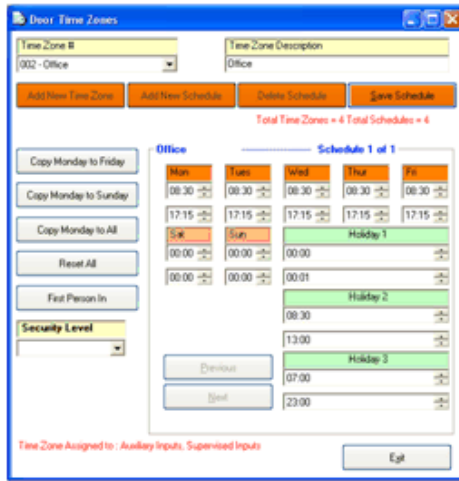 Door Time Zones
Time Zone # Time Zone Description
002 - Office Office
Add New Time Zone Add New Schedule Delete Schedule Save Schedule
Total Time Zones = 4 Total Schedules = 4
Office Schedule 1 of 1
Copy Monday to Friday
Copy Monday to Sunday
Copy Monday to All
Reset All
First Person In
Security Level
Mon Tues Wed Thur Fri
08:30 08:30 08:30 08:30 08:30
17:15 17:15 17:15 17:15 17:15
Sat Sun Holiday 1
00:00 00:00 00:00
00:00 00:00 00:01
Holiday 2
08:30
13:00
Holiday 3
07:00
23:00
Previous
Next
Time Zone Assigned to : Auxiliary Inputs, Supervised Inputs
Exit